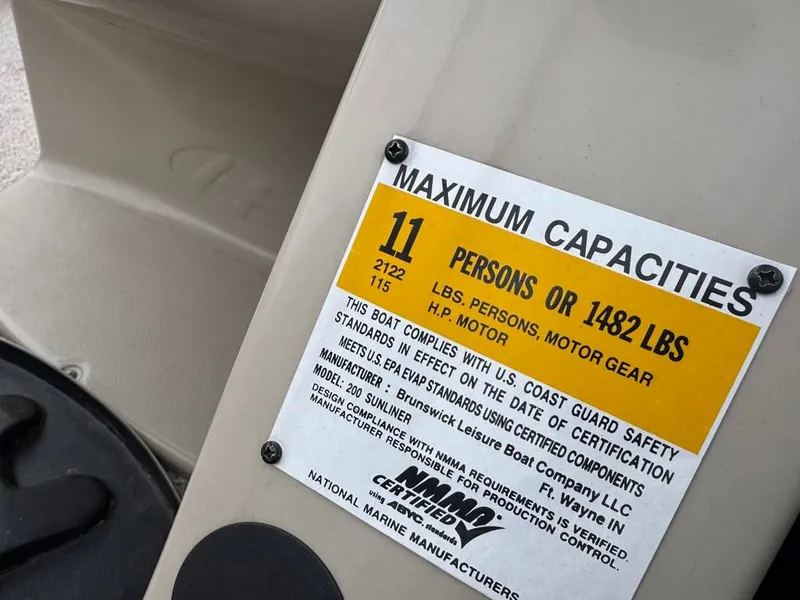 MAXIMUM CAPACITIES
11 PERSONS OR 1482 LBS
2122 LBS. PERSONS, MOTOR GEAR
115 H.P. MOTOR
THIS BOAT COMPLIES WITH U.S. COAST GUARD SAFETY
STANDARDS IN EFFECT ON THE DATE OF CERTIFICATION
MEETS U.S. EPA EVAP STANDARDS USING CERTIFIED COMPONENTS
MANUFACTURER : Brunswick Leisure Boat Company LLC
Ft. Wayne IN
MODEL: 200 SUNLINER
DESIGN COMPLIANCE WITH NMMA REQUIREMENTS IS VERIFIED.
MANUFACTURER RESPONSIBLE FOR PRODUCTION CONTROL.
NMMA
CERTIFIED
using ABYC. standards
NATIONAL MARINE MANUFACTURERS